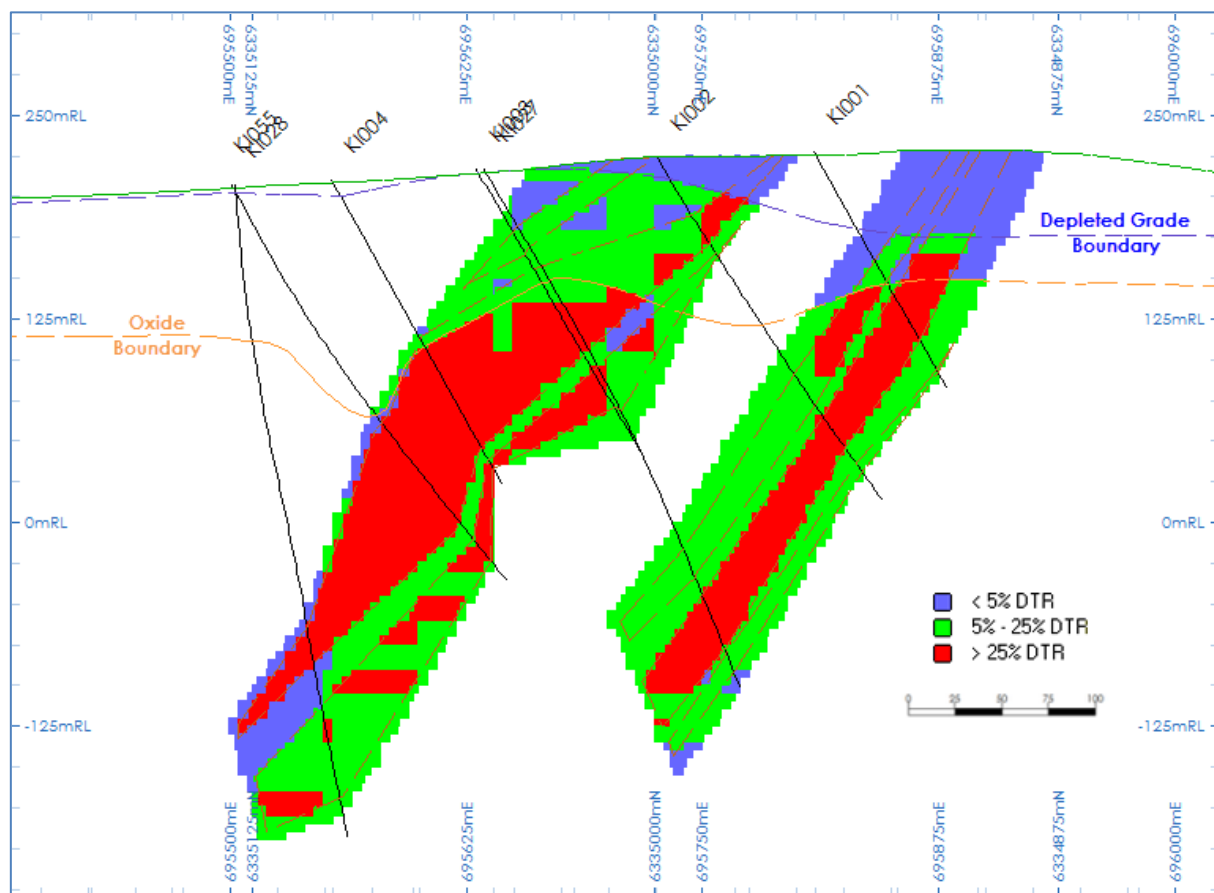 695500mE
6335125mN
695625mE
6335000mN
695750mE
695875mE
6334875mN
696000mE
250mRL
250mRL
KI055
KI028
KI004
KI027
KI002
KI001
Depleted Grade
Boundary
Oxide
Boundary
125mRL
125mRL
0mRL
0mRL
< 5% DTR
5% - 25% DTR
> 25% DTR
0 25 50 75 100
-125mRL
-125mRL
695500mE
6335125mN
695625mE
6335000mN
695750mE
695875mE
6334875mN
696000mE